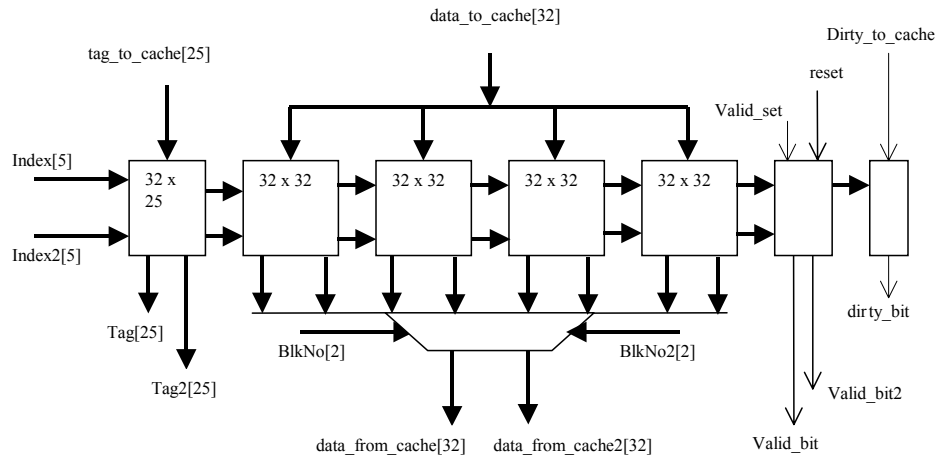 data_to_cache[32]
Dirty_to_cache
tag_to_cache[25]
reset
Valid_set
Index[5]
32 x
25
32 x 32
32 x 32
32 x 32
32 x 32
Index2[5]
Tag[25]
BlkNo[2]
BlkNo2[2]
dirty_bit
Tag2[25]
Valid_bit2
data_from_cache[32]
data_from_cache2[32]
Valid_bit